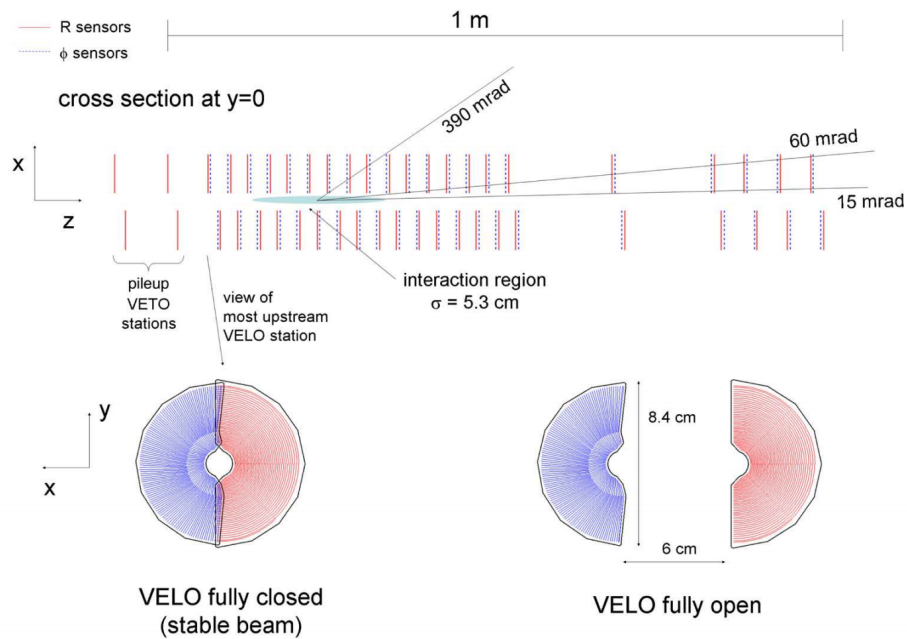 R sensors
1 m
ϕ sensors
cross section at y=0
390 mrad
60 mrad
x
z
15 mrad
pileup
VETO
stations
view of
most upstream
VELO station
interaction region
σ = 5.3 cm
y
x
8.4 cm
6 cm
VELO fully closed
(stable beam)
VELO fully open